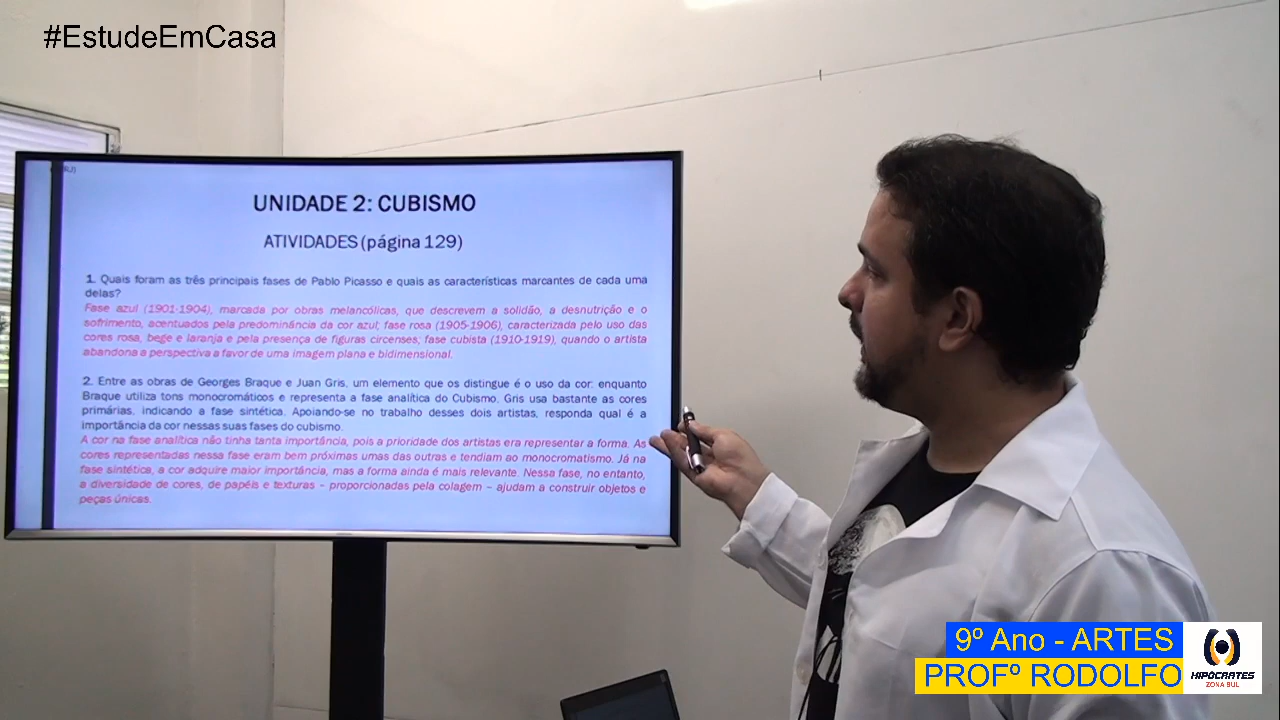 #EstudeEmCasa
UNIDADE 2: CUBISMO
ATIVIDADES (página 129)
1. Quais foram as três principais fases de Pablo Picasso e quais as características marcantes de cada uma
delas?
Fase azul (1901-1904), marcada por obras melancólicas, que descrevem a solidão, a desnutrição e o
sofrimento, acentuados pela predominância da cor azul; fase rosa (1905-1906), caracterizada pelo uso das
cores rosa, bege e laranja e pela presença de figuras circenses; fase cubista (1910-1919), quando o artista
abandona a perspectiva a favor de uma imagem plana e bidimensional.
2. Entre as obras de Georges Braque e Juan Gris, um elemento que os distingue é o uso da cor: enquanto
Braque utiliza tons monocromáticos e representa a fase analítica do Cubismo, Gris usa bastante as cores
primárias, indicando a fase sintética. Apoiando-se no trabalho desses dois artistas, responda qual é a
importância da cor nessas suas fases do cubismo.
A cor na fase analítica não tinha tanta importância, pois a prioridade dos artistas era representar a forma. As
cores representadas nessa fase eram bem próximas umas das outras e tendiam ao monocromatismo. Já na
fase sintética, a cor adquire maior importância, mas a forma ainda é mais relevante. Nessa fase, no entanto,
a diversidade de cores, de papéis e texturas – proporcionadas pela colagem – ajudam a construir objetos e
peças únicas.
9º Ano - ARTES
PROFº RODOLFO
HIPÓCRATES
ZONA SUL